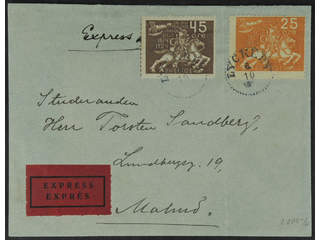 Express
45
25
Studeranden
Herr Torsten Sandberg,
Lundbergsg. 19,
Malmö.
EXPRESS
EXPRÈS